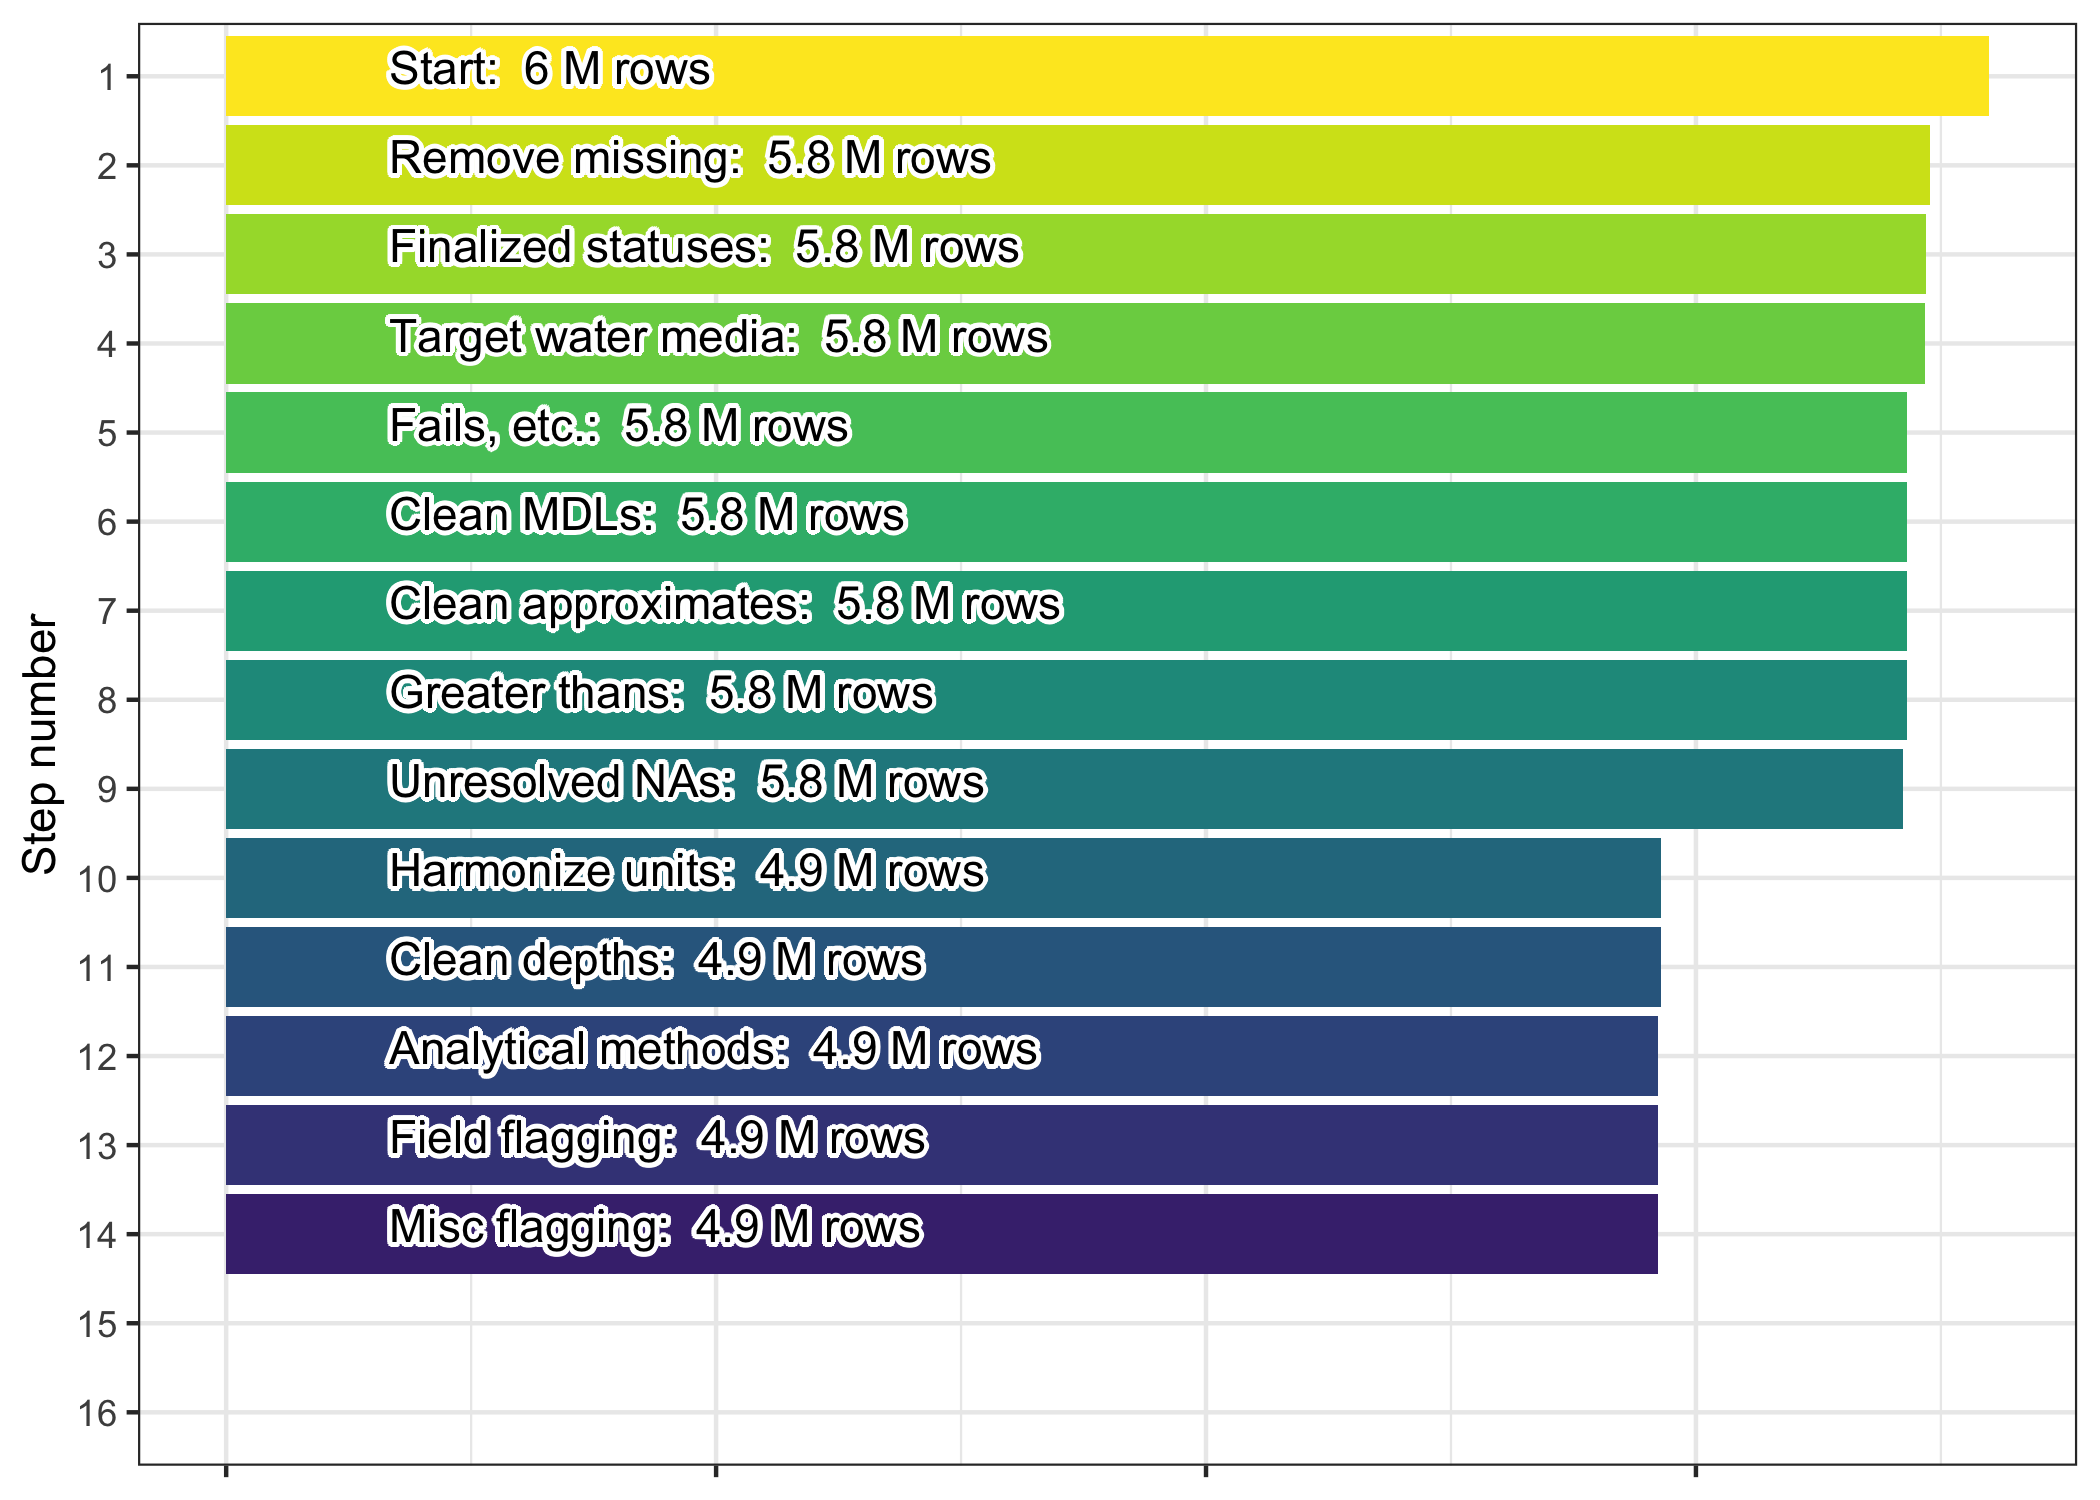 1 Start: 6 M rows
2 Remove missing: 5.8 M rows
3 Finalized statuses: 5.8 M rows
4 Target water media: 5.8 M rows
5 Fails, etc.: 5.8 M rows
6 Clean MDLs: 5.8 M rows
7 Clean approximates: 5.8 M rows
8 Greater thans: 5.8 M rows
9 Unresolved NAs: 5.8 M rows
10 Harmonize units: 4.9 M rows
11 Clean depths: 4.9 M rows
12 Analytical methods: 4.9 M rows
13 Field flagging: 4.9 M rows
14 Misc flagging: 4.9 M rows
15
16
Step number